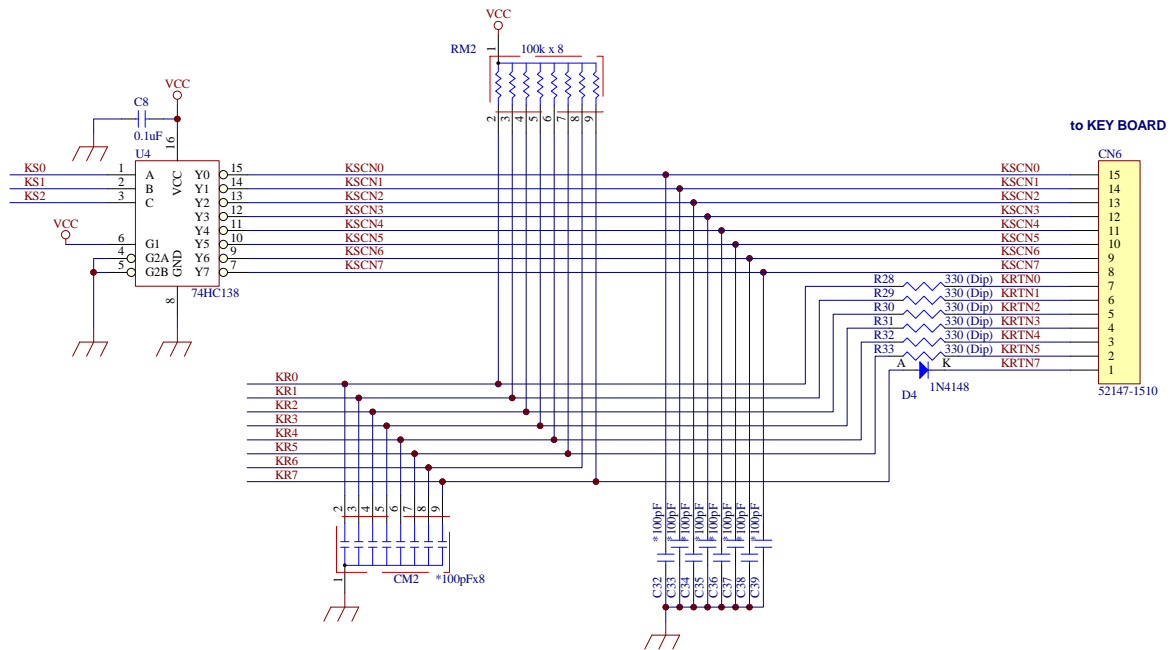 VCC
RM2 1 100k x 8
2 3 4 5 6 7 8 9
VCC
C8
0.1uF
16
U4
to KEY BOARD
CN6
KS0 1 A VCC Y0 15 KSCN0 KSCN0 15
KS1 2 B Y1 14 KSCN1 KSCN1 14
KS2 3 C Y2 13 KSCN2 KSCN2 13
Y3 12 KSCN3 KSCN3 12
VCC Y4 11 KSCN4 KSCN4 11
6 G1 Y5 10 KSCN5 KSCN5 10
4 G2A GND Y6 9 KSCN6 KSCN6 9
5 G2B Y7 7 KSCN7 KSCN7 8
8 74HC138
R28 330 (Dip) KRTN0 7
R29 330 (Dip) KRTN1 6
R30 330 (Dip) KRTN2 5
R31 330 (Dip) KRTN3 4
R32 330 (Dip) KRTN4 3
R33 330 (Dip) KRTN5 2
A K KRTN7 1
D4 1N4148 52147-1510
KR0
KR1
KR2
KR3
KR4
KR5
KR6
KR7
2 3 4 5 6 7 8 9
1 CM2 *100pFx8
*100pF *100pF *100pF *100pF *100pF *100pF *100pF *100pF
C32 C33 C34 C35 C36 C37 C38 C39